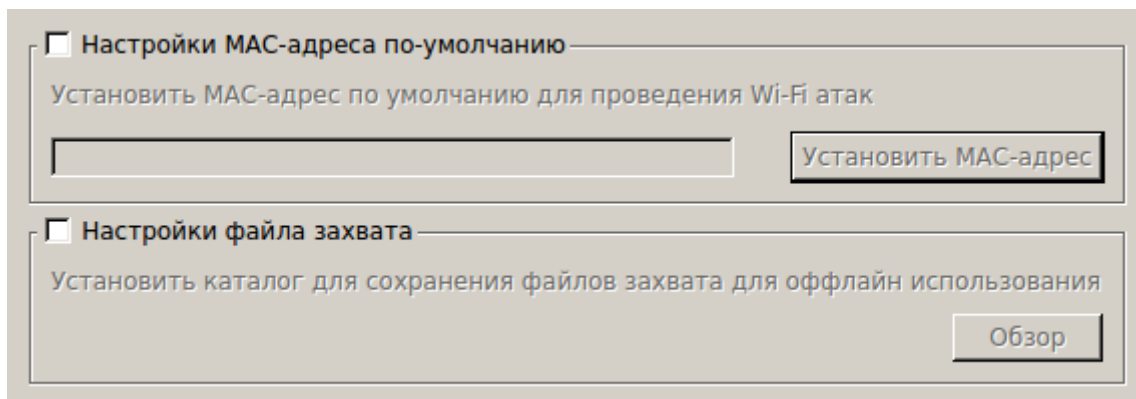 Настройки MAC-адреса по-умолчанию
Установить MAC-адрес по умолчанию для проведения Wi-Fi атак
Установить MAC-адрес
Настройки файла захвата
Установить каталог для сохранения файлов захвата для оффлайн использования
Обзор